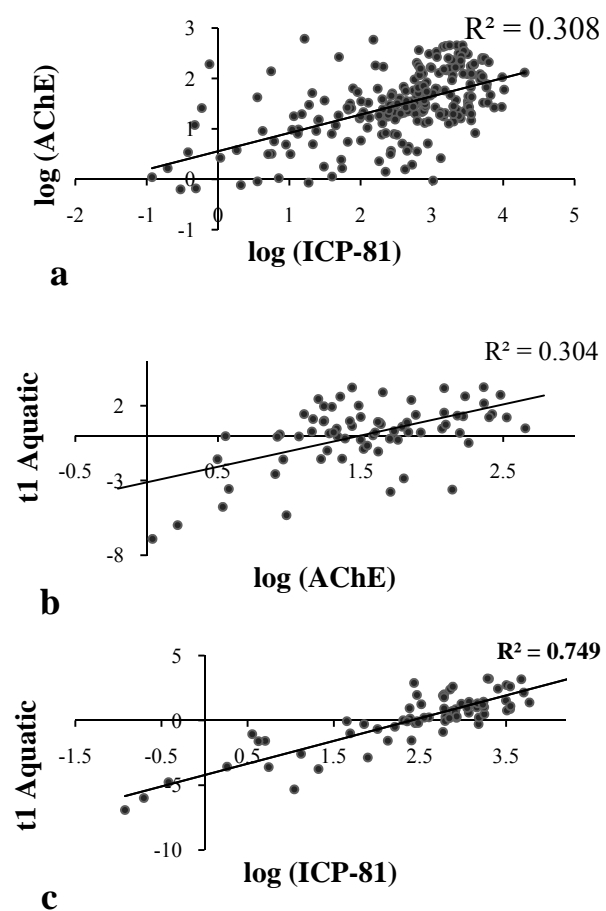 R² = 0.308
3
2
1
0
-1
-2 -1 0 1 2 3 4 5
log (AChE)
log (ICP-81)
a
R² = 0.304
2
-3
-8
-0.5 0.5 1.5 2.5
t1 Aquatic
log (AChE)
b
R² = 0.749
5
0
-5
-10
-1.5 -0.5 0.5 1.5 2.5 3.5
t1 Aquatic
log (ICP-81)
c